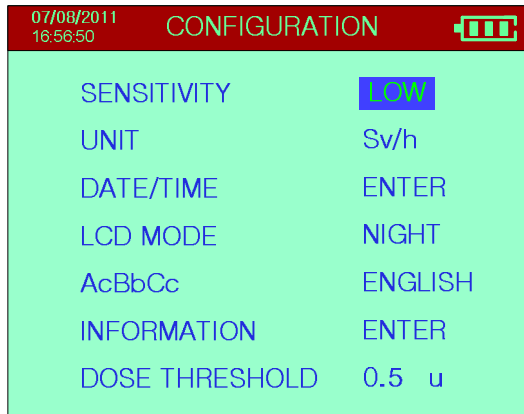 07/08/2011
16:56:50
CONFIGURATION
SENSITIVITY LOW
UNIT Sv/h
DATE/TIME ENTER
LCD MODE NIGHT
AcBbCc ENGLISH
INFORMATION ENTER
DOSE THRESHOLD 0.5 u